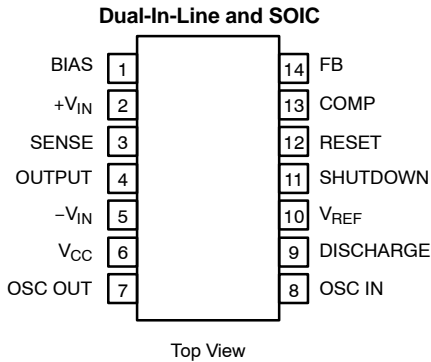 Dual-In-Line and SOIC
BIAS 1 14 FB
+VIN 2 13 COMP
SENSE 3 12 RESET
OUTPUT 4 11 SHUTDOWN
−VIN 5 10 VREF
VCC 6 9 DISCHARGE
OSC OUT 7 8 OSC IN
Top View